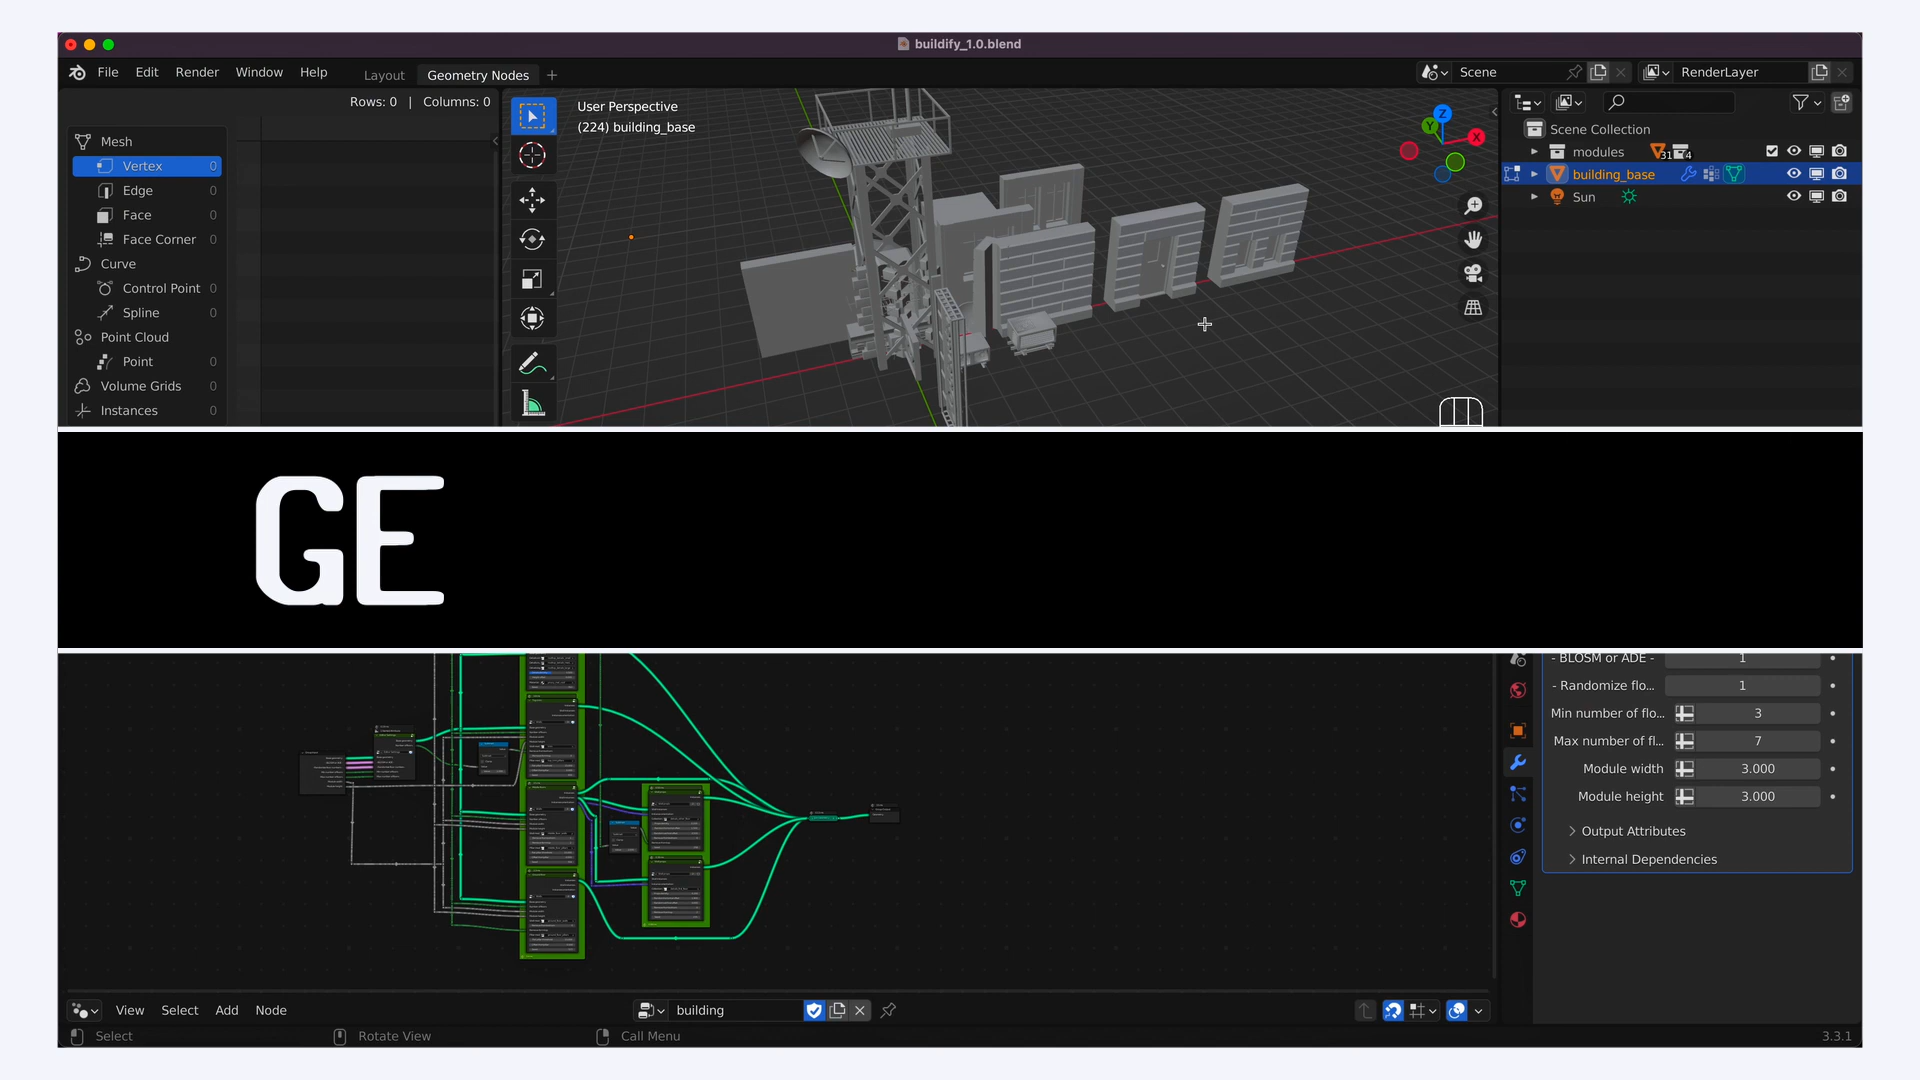 buildify_1.0.blend
File Edit Render Window Help Layout Geometry Nodes + Scene RenderLayer
Rows: 0 | Columns: 0
Mesh
Vertex 0
Edge 0
Face 0
Face Corner 0
Curve
Control Point 0
Spline 0
Point Cloud
Point 0
Volume Grids 0
Instances 0
User Perspective
(224) building_base
Z
Y
X
Scene Collection
modules 31 4
building_base
Sun
GE
- BLOSM or ADE - 1
- Randomize flo... 1
Min number of flo... 3
Max number of fl... 7
Module width 3.000
Module height 3.000
Output Attributes
Internal Dependencies
View Select Add Node building
Select Rotate View Call Menu 3.3.1